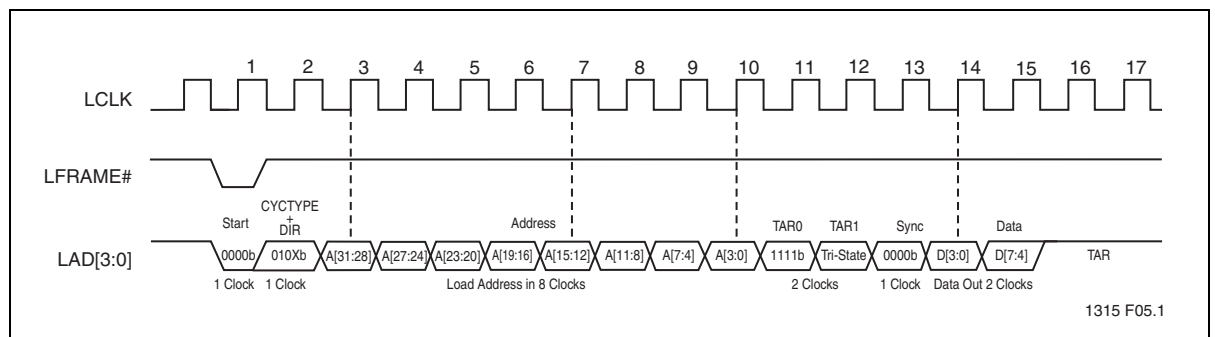 1 2 3 4 5 6 7 8 9 10 11 12 13 14 15 16 17
LCLK
LFRAME#
CYCTYPE
+
DIR
Start Address TAR0 TAR1 Sync Data
LAD[3:0] 0000b 010Xb A[31:28] A[27:24] A[23:20] A[19:16] A[15:12] A[11:8] A[7:4] A[3:0] 1111b Tri-State 0000b D[3:0] D[7:4] TAR
1 Clock 1 Clock Load Address in 8 Clocks 2 Clocks 1 Clock Data Out 2 Clocks
1315 F05.1